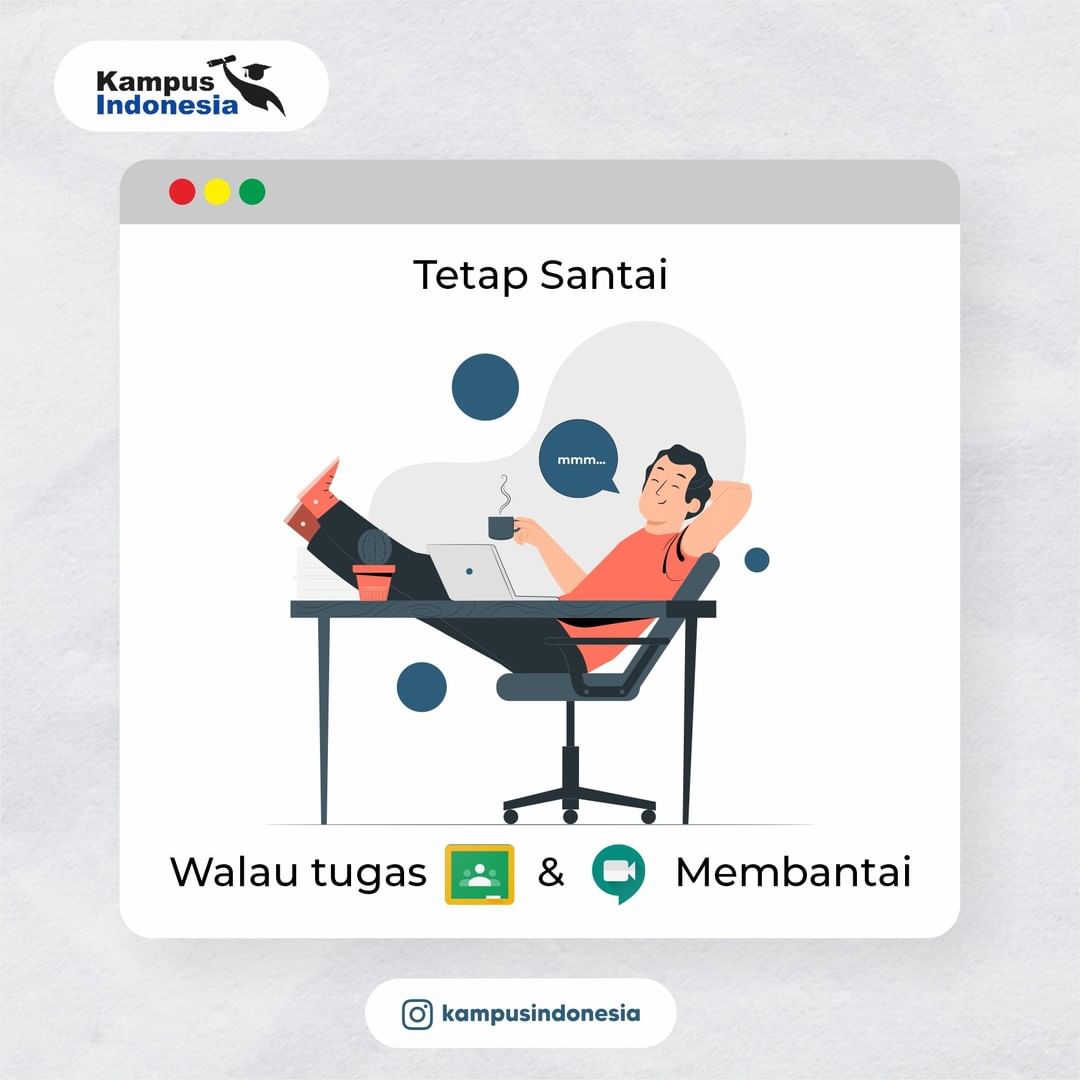 Kampus
Indonesia
Tetap Santai
mmm...
Walau tugas & Membantai
kampusindonesia